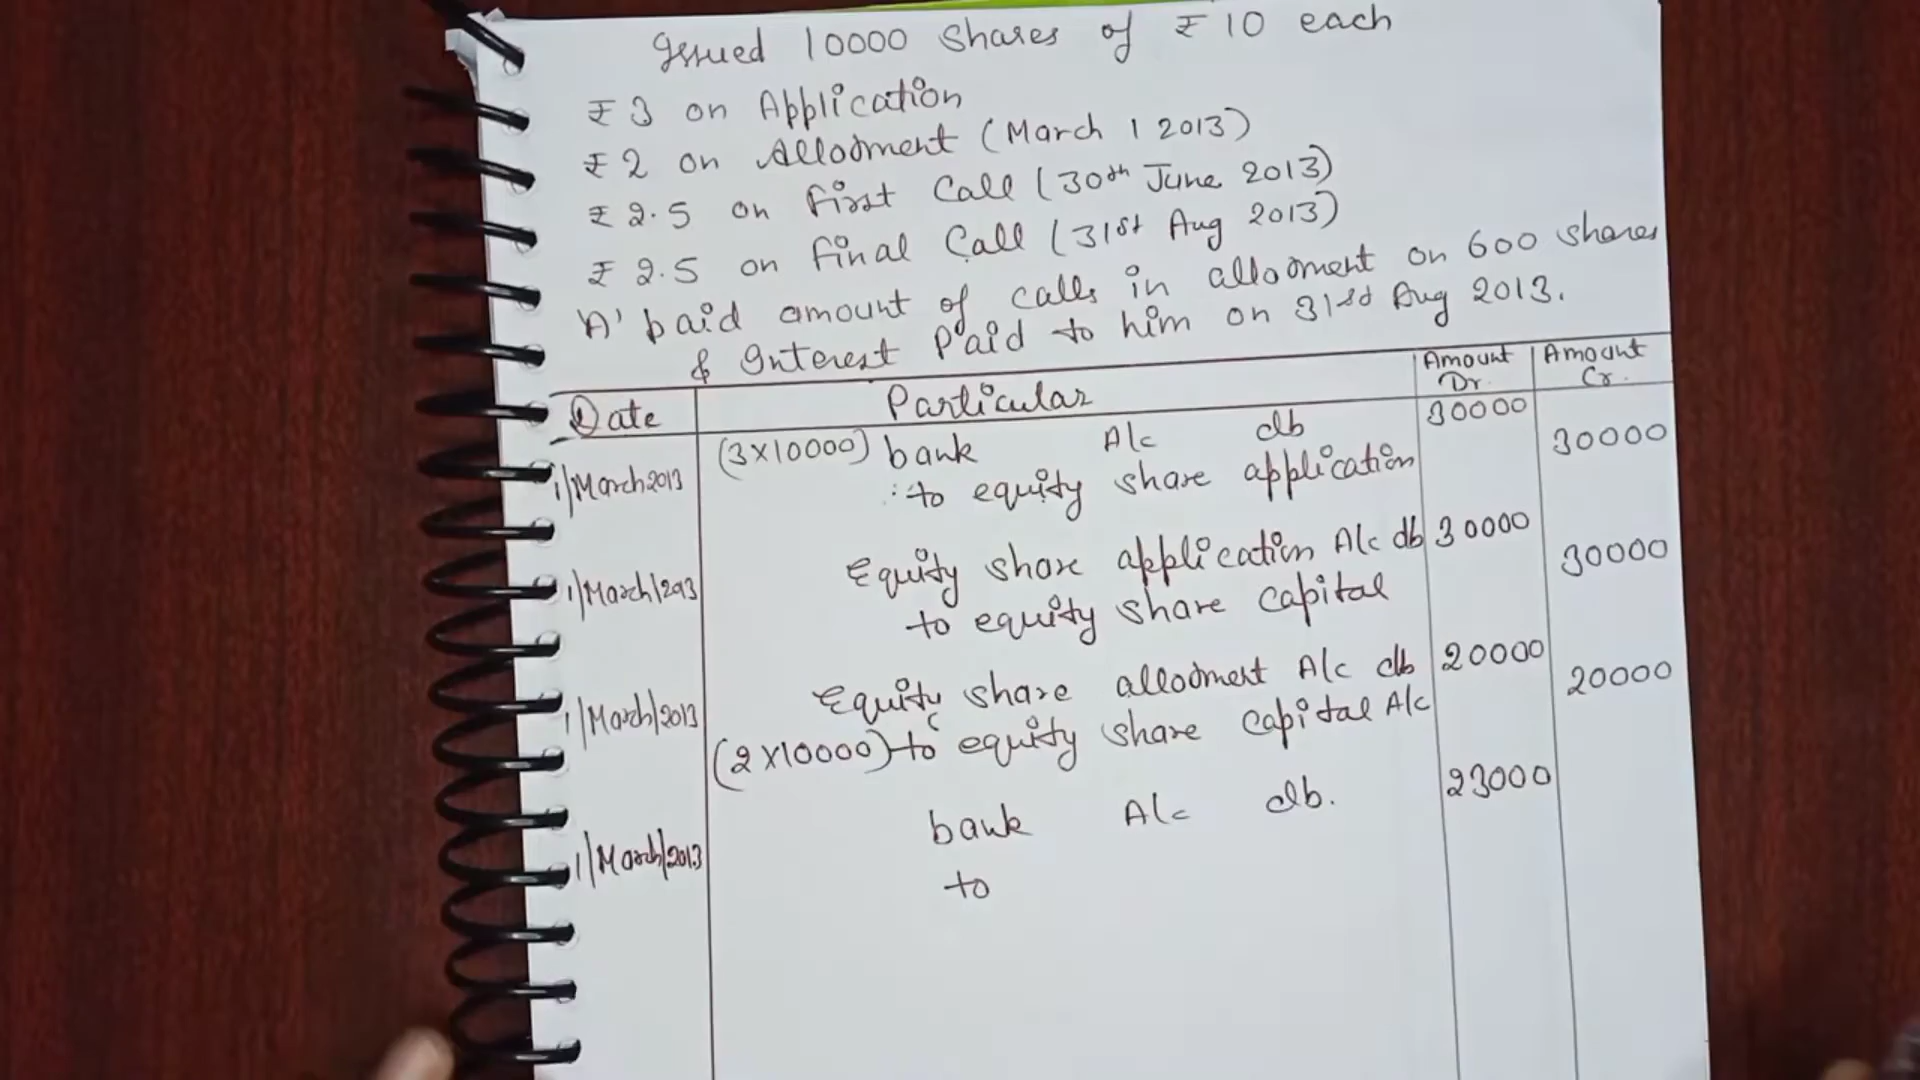 Issued 10000 Shares of ₹ 10 each
₹ 3 on Application
₹ 2 on Allotment (March 1 2013)
₹ 2.5 on first Call (30th June 2013)
₹ 2.5 on final Call (31st Aug 2013)
'A' paid amount of calls in allotment on 600 shares
& Interest Paid to him on 31st Aug 2013.
Date Particular Amount Dr. Amount Cr.
1/March2013 (3×10000) bank A/c db 30000
: to equity share application 30000
1/March/2013 Equity share application A/c db 30000
to equity share capital 30000
1/March/2013 Equity share allotment A/c db 20000
(2×10000) to equity share capital A/c 20000
1/March/2013 bank A/c db. 23000
to